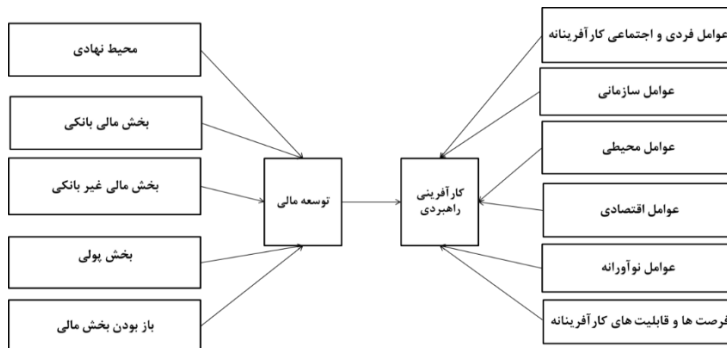 عوامل فردی و اجتماعی کارآفرینانه
عوامل سازمانی
عوامل محیطی
عوامل اقتصادی
عوامل نوآورانه
فرصت ها و قابلیت های کارآفرینانه
کارآفرینی
راهبردی
توسعه مالی
محیط نهادی
بخش مالی بانکی
بخش مالی غیر بانکی
بخش پولی
باز بودن بخش مالی